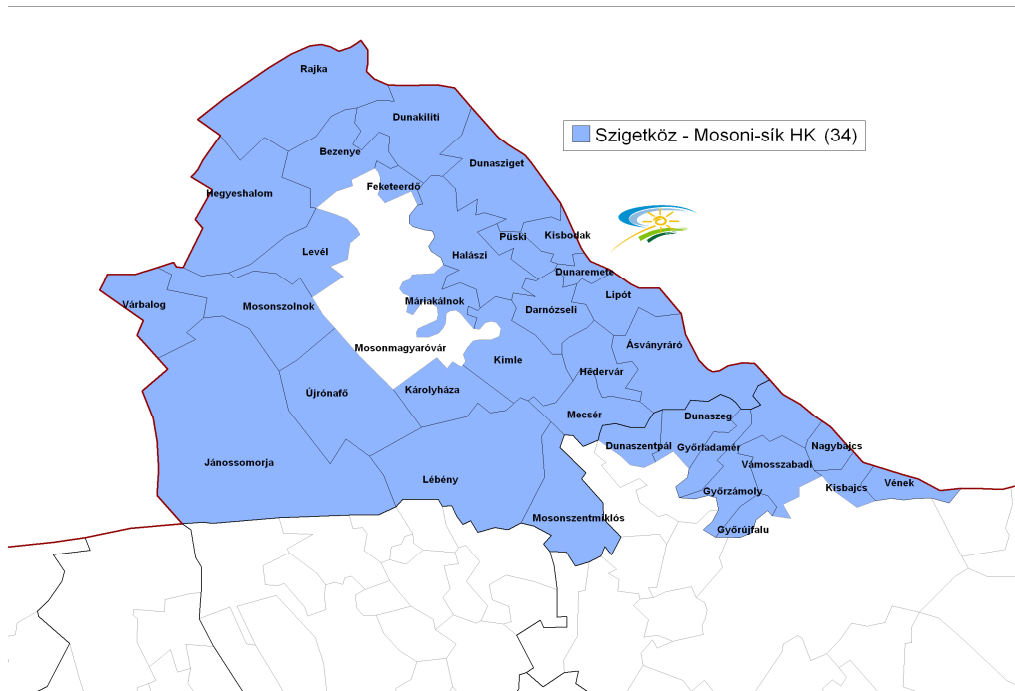 Rajka
Dunakiliti
Szigetköz - Mosoni-sík HK (34)
Bezenye
Dunasziget
Feketeerdő
Hegyeshalom
Püski
Kisbodak
Levél
Halászi
Dunaremete
Lipót
Várbalog
Mosonszolnok
Máriakálnok
Darnózseli
Ásványráró
Mosonmagyaróvár
Kimle
Hédervár
Újrónafő
Károlyháza
Mecsér
Dunaszeg
Dunaszentpál
Győrladamér
Nagybajcs
Jánossomorja
Vámosszabadi
Lébény
Győrzámoly
Kisbajcs
Vének
Mosonszentmiklós
Győrújfalu